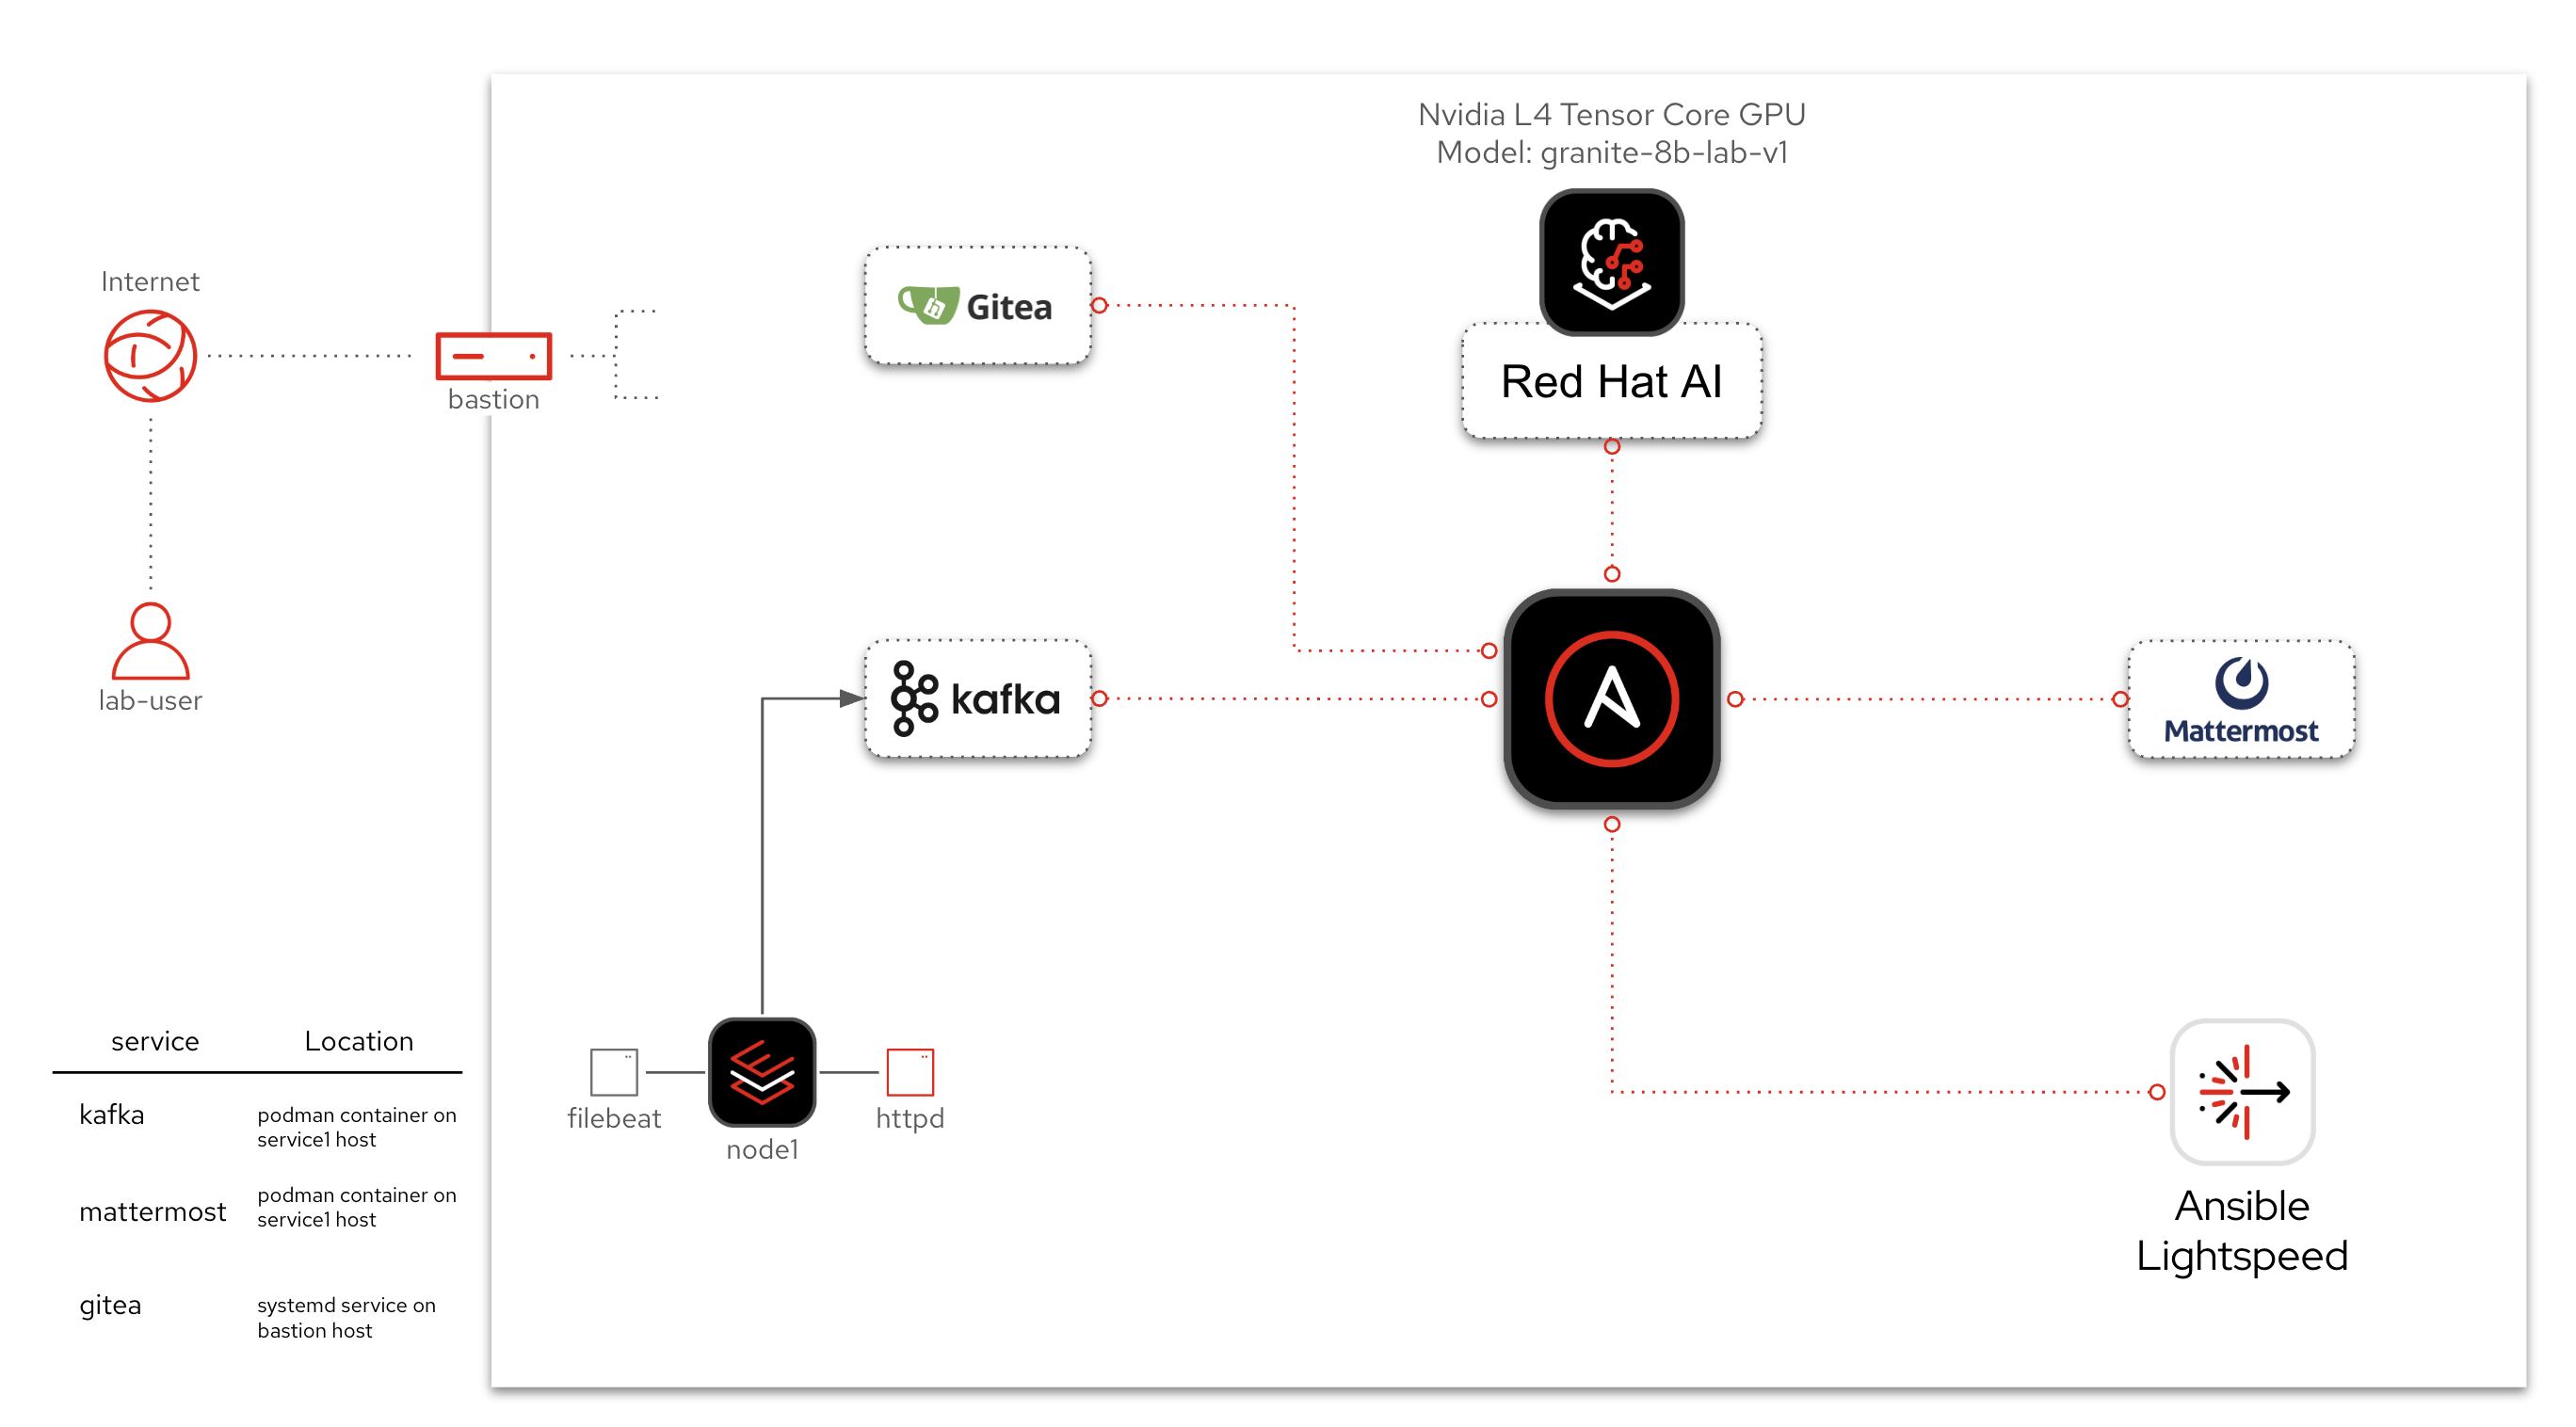 Nvidia L4 Tensor Core GPU
Model: granite-8b-lab-v1
Internet
Gitea
Red Hat AI
bastion
lab-user
kafka
Mattermost
filebeat
httpd
node1
Ansible
Lightspeed
service Location
kafka podman container on
service1 host
mattermost podman container on
service1 host
gitea systemd service on
bastion host